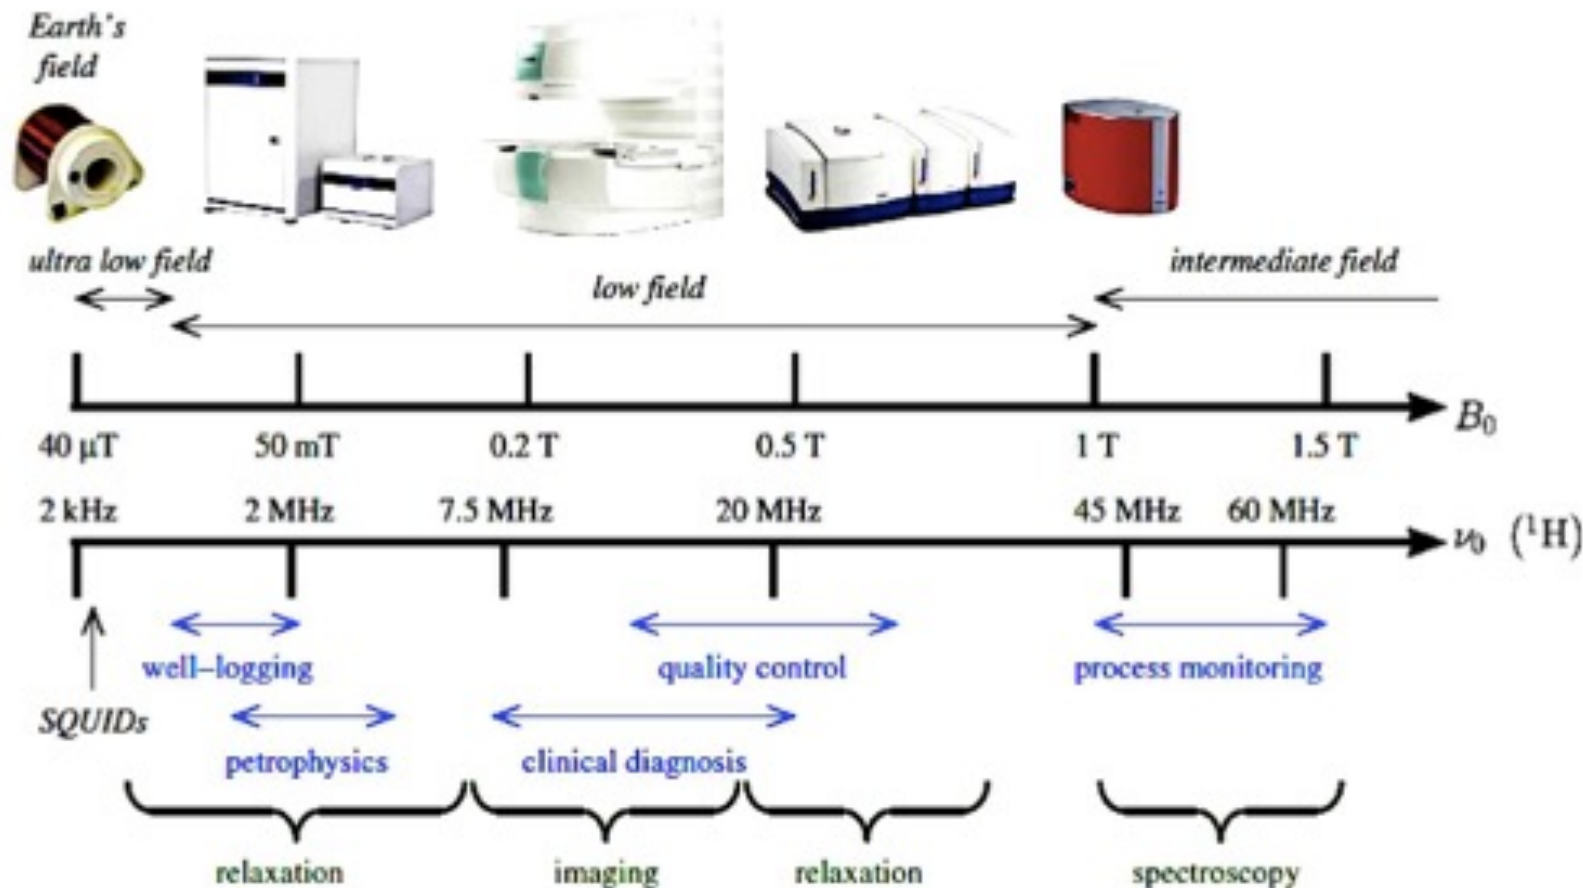 Earth's
field
ultra low field
low field
intermediate field
B₀
40 μT
50 mT
0.2 T
0.5 T
1 T
1.5 T
2 kHz
2 MHz
7.5 MHz
20 MHz
45 MHz
60 MHz
ν₀ (¹H)
well–logging
quality control
process monitoring
SQUIDs
petrophysics
clinical diagnosis
relaxation
imaging
relaxation
spectroscopy